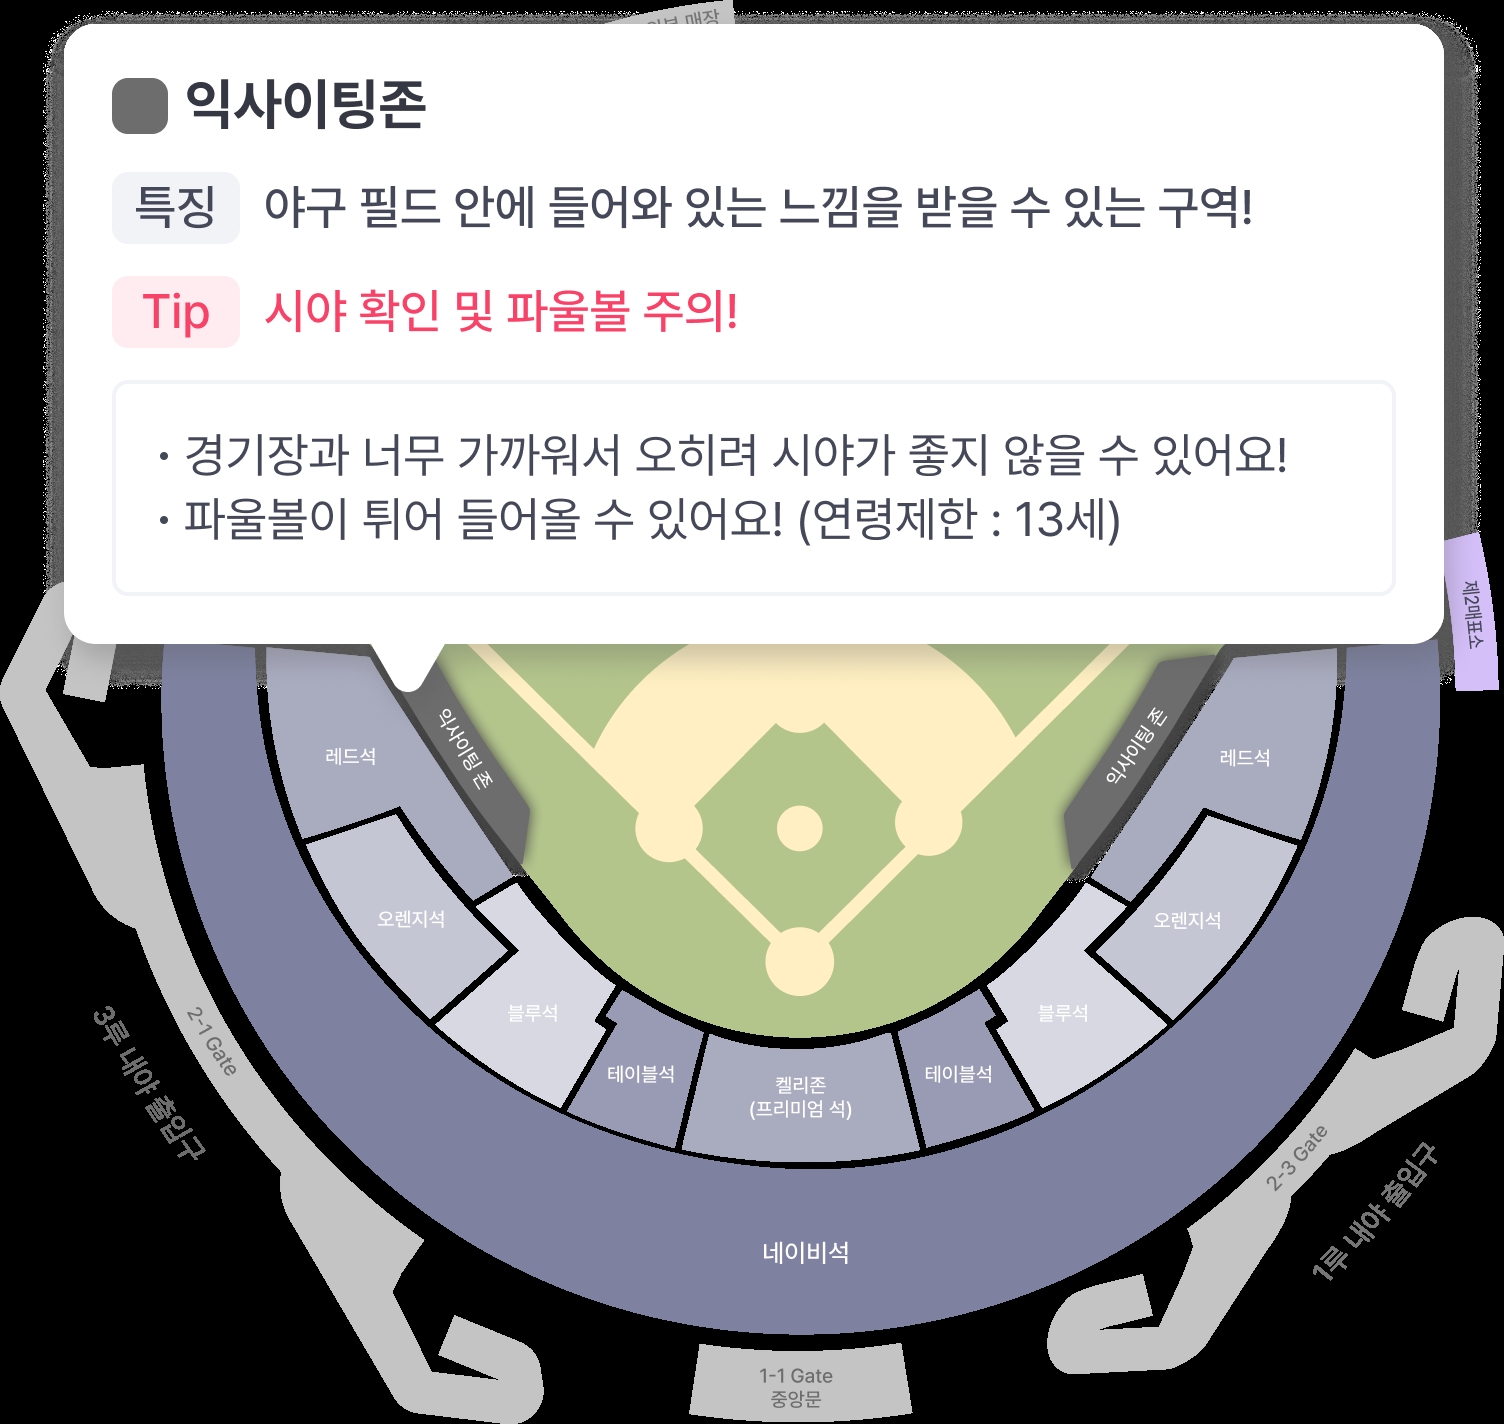 매장
익사이팅존
특징 야구 필드 안에 들어와 있는 느낌을 받을 수 있는 구역!
Tip 시야 확인 및 파울볼 주의!
· 경기장과 너무 가까워서 오히려 시야가 좋지 않을 수 있어요!
· 파울볼이 튀어 들어올 수 있어요! (연령제한 : 13세)
제2매표소
익사이팅 존
익사이팅 존
레드석
레드석
오렌지석
오렌지석
블루석
블루석
2-1 Gate
3루 내야 출입구
테이블석
켈리존
(프리미엄 석)
테이블석
2-3 Gate
1루 내야 출입구
네이비석
1-1 Gate
중앙문